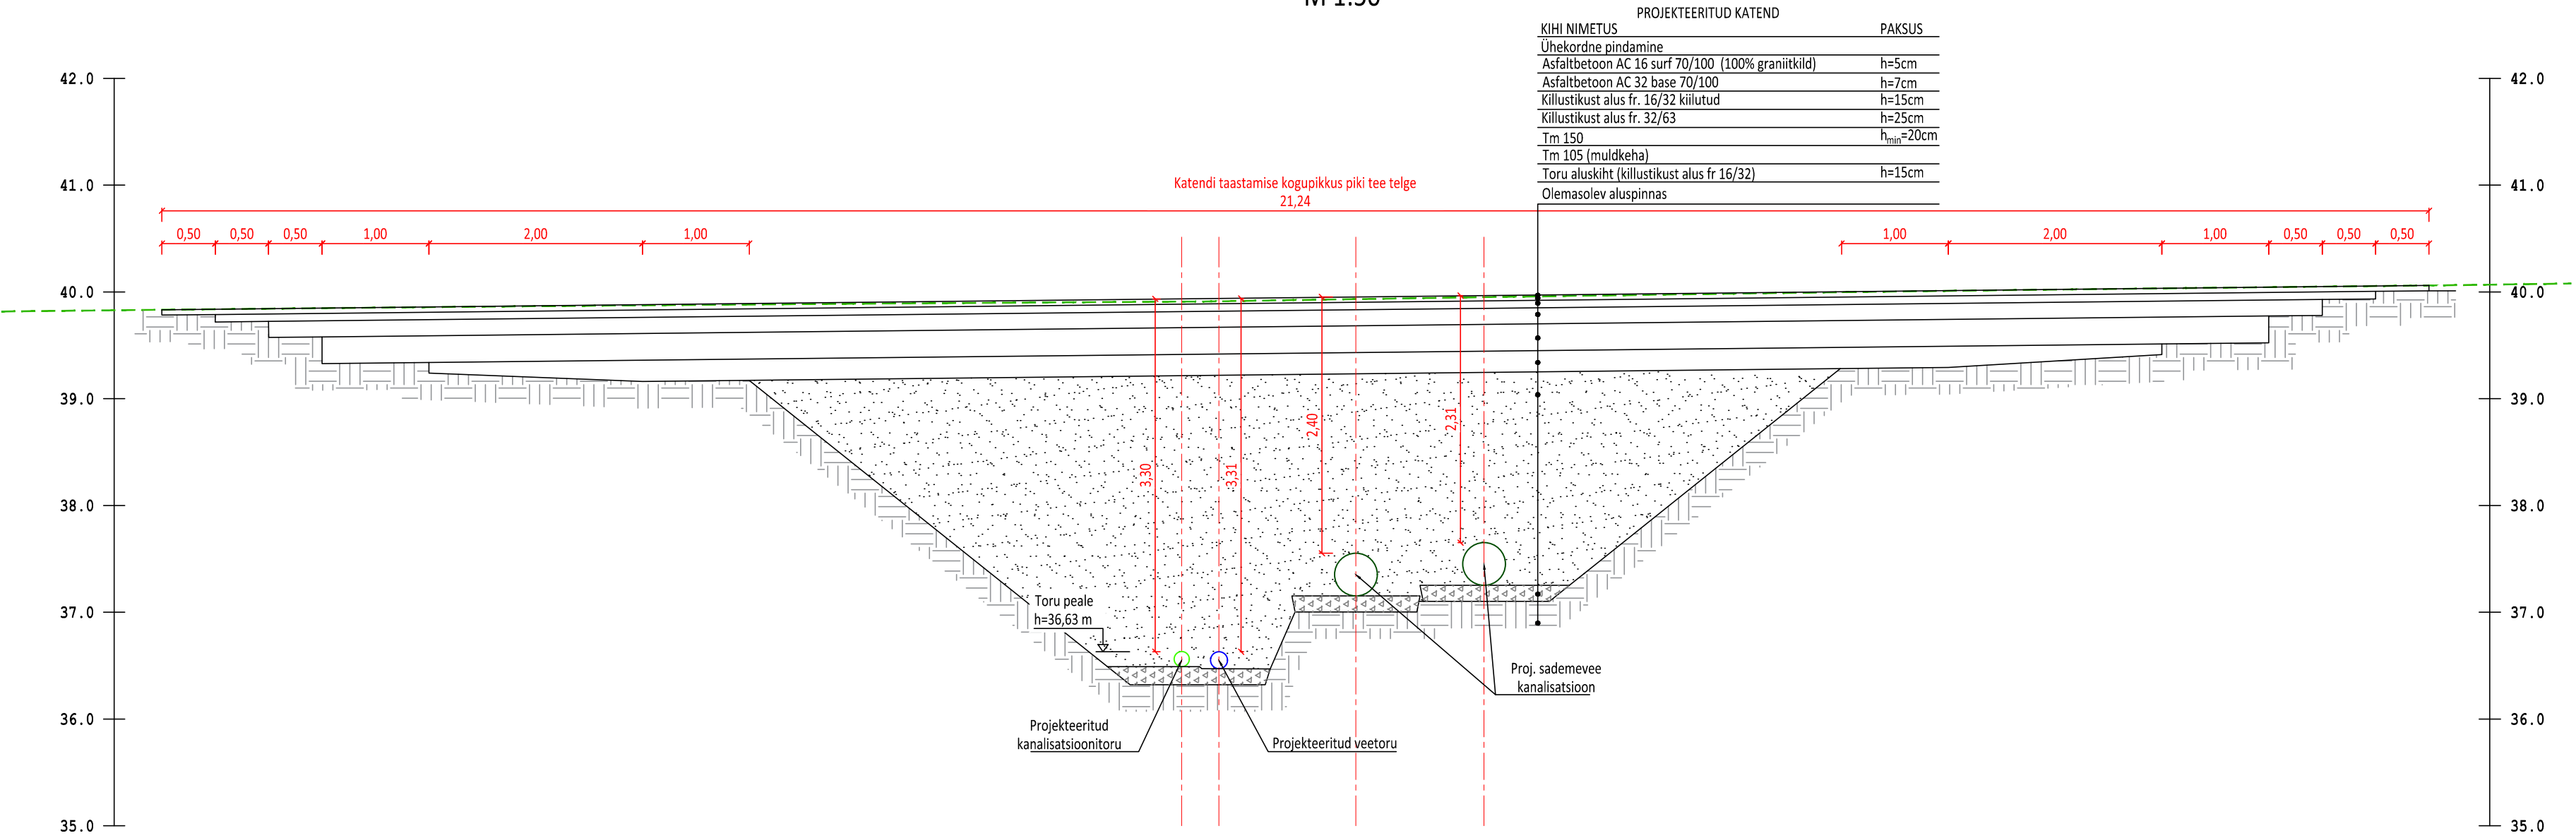 M 1:50
PROJEKTEERITUD KATEND
KIHI NIMETUS PAKSUS
Ühekordne pindamine
Asfaltbetoon AC 16 surf 70/100 (100% graniitkild) h=5cm
Asfaltbetoon AC 32 base 70/100 h=7cm
Killustikust alus fr. 16/32 kiilutud h=15cm
Killustikust alus fr. 32/63 h=25cm
Tm 150 hmin=20cm
Tm 105 (muldkeha)
Toru aluskiht (killustikust alus fr 16/32) h=15cm
Olemasolev aluspinnas
42.0 42.0
41.0 41.0
Katendi taastamise kogupikkus piki tee telge
21,24
0,50 0,50 0,50 1,00 2,00 1,00 1,00 2,00 1,00 0,50 0,50 0,50
40.0 40.0
39.0 39.0
2,40
2,31
3,30
3,31
38.0 38.0
37.0 37.0
Toru peale
h=36,63 m
Proj. sademevee
kanalisatsioon
36.0 36.0
Projekteeritud
kanalisatsioonitoru
Projekteeritud veetoru
35.0 35.0